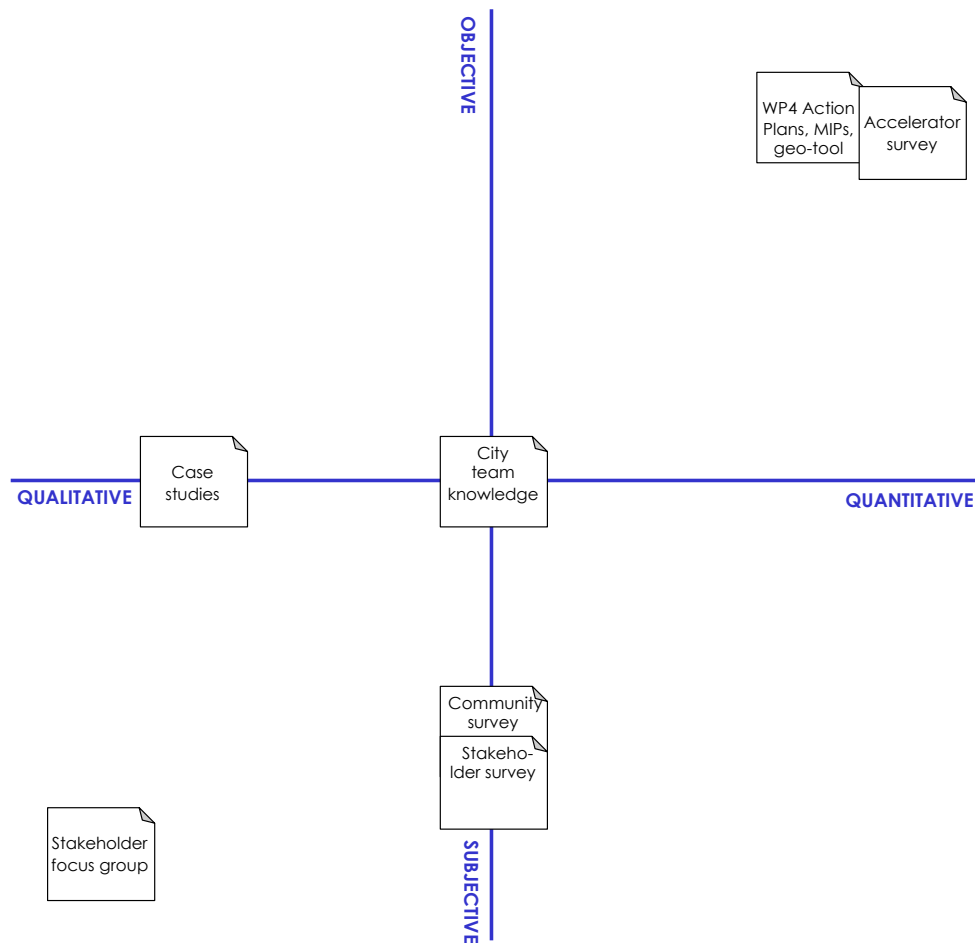 OBJECTIVE
WP4 Action
Plans, MIPs,
geo-tool
Accelerator
survey
Case
studies
City
team
knowledge
QUALITATIVE
QUANTITATIVE
Community
survey
Stakeho-
lder survey
Stakeholder
focus group
SUBJECTIVE